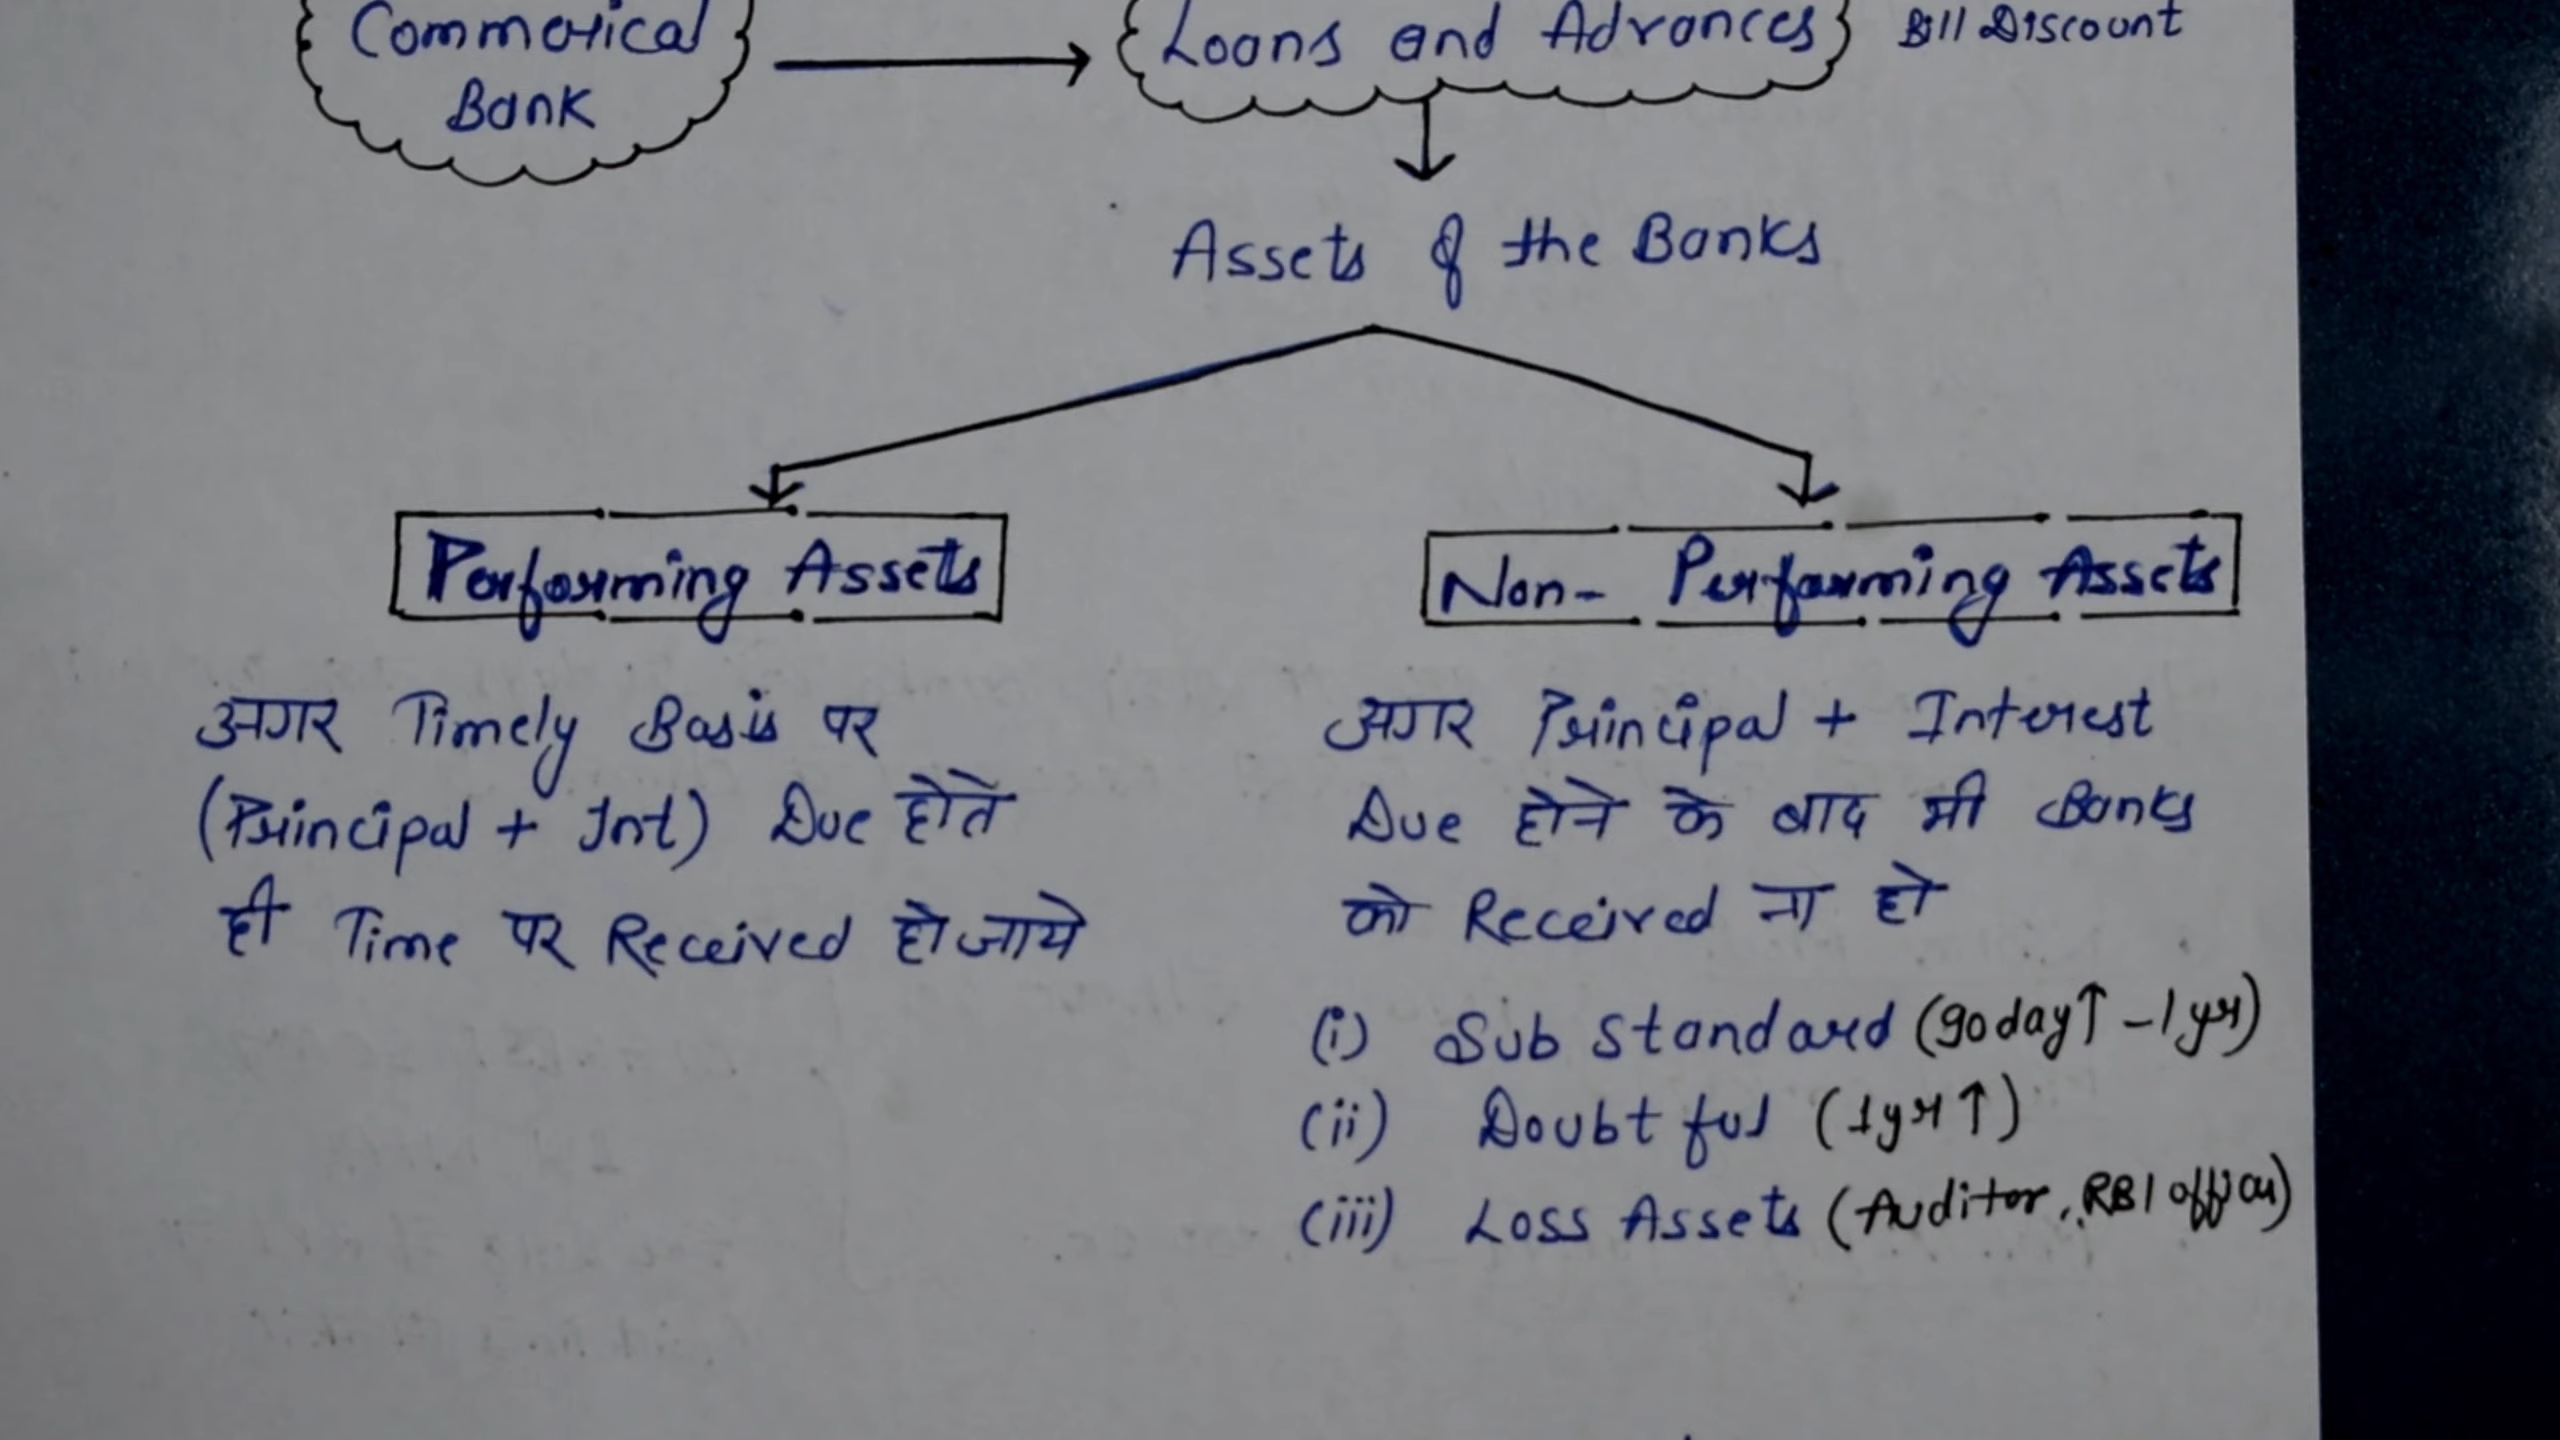 Commerical
Bank
Loans and Advances
Bill Discount
Assets of the Banks
Performing Assets
अगर Timely Basis पर
(Principal + Int) Due होते
ही Time पर Received हो जाये
Non- Performing Assets
अगर Principal + Interest
Due होने के बाद भी Banks
को Received ना हो
(i) Sub Standard (90 day↑ - 1 yr)
(ii) Doubtful (1 yr ↑)
(iii) Loss Assets (Auditor, RBI officer)